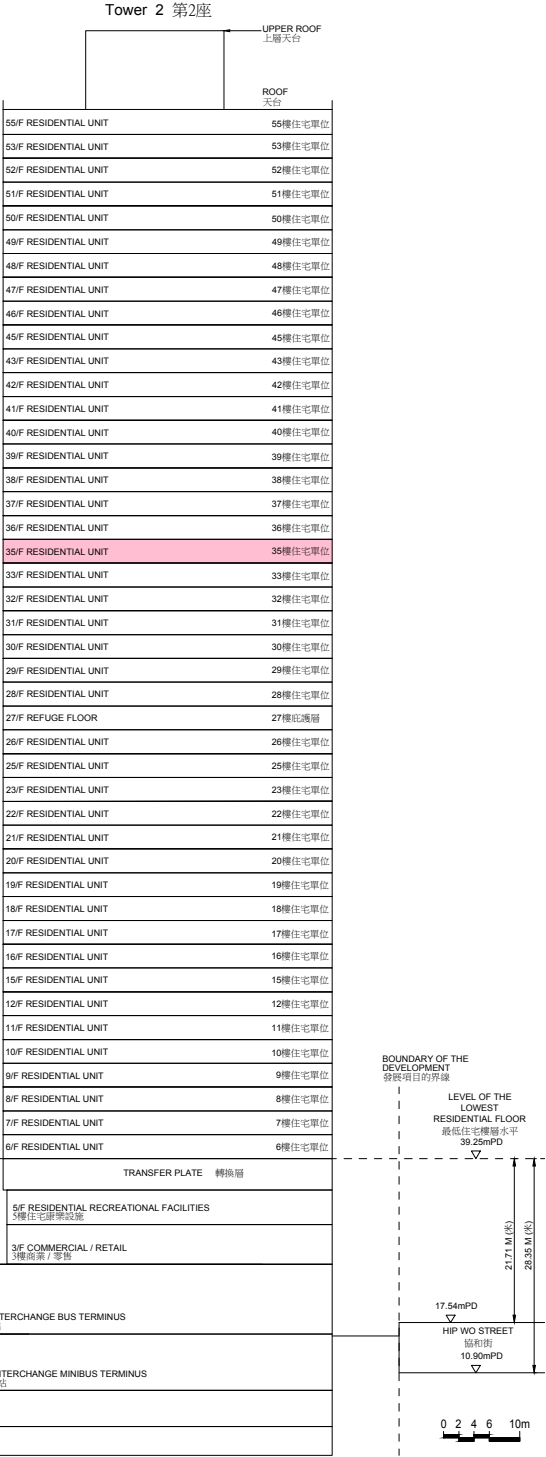 Tower 2 第2座
UPPER ROOF
上層天台
ROOF
天台
55/F RESIDENTIAL UNIT 55樓住宅單位
53/F RESIDENTIAL UNIT 53樓住宅單位
52/F RESIDENTIAL UNIT 52樓住宅單位
51/F RESIDENTIAL UNIT 51樓住宅單位
50/F RESIDENTIAL UNIT 50樓住宅單位
49/F RESIDENTIAL UNIT 49樓住宅單位
48/F RESIDENTIAL UNIT 48樓住宅單位
47/F RESIDENTIAL UNIT 47樓住宅單位
46/F RESIDENTIAL UNIT 46樓住宅單位
45/F RESIDENTIAL UNIT 45樓住宅單位
43/F RESIDENTIAL UNIT 43樓住宅單位
42/F RESIDENTIAL UNIT 42樓住宅單位
41/F RESIDENTIAL UNIT 41樓住宅單位
40/F RESIDENTIAL UNIT 40樓住宅單位
39/F RESIDENTIAL UNIT 39樓住宅單位
38/F RESIDENTIAL UNIT 38樓住宅單位
37/F RESIDENTIAL UNIT 37樓住宅單位
36/F RESIDENTIAL UNIT 36樓住宅單位
35/F RESIDENTIAL UNIT 35樓住宅單位
33/F RESIDENTIAL UNIT 33樓住宅單位
32/F RESIDENTIAL UNIT 32樓住宅單位
31/F RESIDENTIAL UNIT 31樓住宅單位
30/F RESIDENTIAL UNIT 30樓住宅單位
29/F RESIDENTIAL UNIT 29樓住宅單位
28/F RESIDENTIAL UNIT 28樓住宅單位
27/F REFUGE FLOOR 27樓庇護層
26/F RESIDENTIAL UNIT 26樓住宅單位
25/F RESIDENTIAL UNIT 25樓住宅單位
23/F RESIDENTIAL UNIT 23樓住宅單位
22/F RESIDENTIAL UNIT 22樓住宅單位
21/F RESIDENTIAL UNIT 21樓住宅單位
20/F RESIDENTIAL UNIT 20樓住宅單位
19/F RESIDENTIAL UNIT 19樓住宅單位
18/F RESIDENTIAL UNIT 18樓住宅單位
17/F RESIDENTIAL UNIT 17樓住宅單位
16/F RESIDENTIAL UNIT 16樓住宅單位
15/F RESIDENTIAL UNIT 15樓住宅單位
12/F RESIDENTIAL UNIT 12樓住宅單位
11/F RESIDENTIAL UNIT 11樓住宅單位
10/F RESIDENTIAL UNIT 10樓住宅單位
9/F RESIDENTIAL UNIT 9樓住宅單位
8/F RESIDENTIAL UNIT 8樓住宅單位
7/F RESIDENTIAL UNIT 7樓住宅單位
6/F RESIDENTIAL UNIT 6樓住宅單位
BOUNDARY OF THE
DEVELOPMENT
發展項目的界線
LEVEL OF THE
LOWEST
RESIDENTIAL FLOOR
最低住宅樓層水平
39.25mPD
TRANSFER PLATE 轉換層
5/F RESIDENTIAL RECREATIONAL FACILITIES
5樓住宅康樂設施
3/F COMMERCIAL / RETAIL
3樓商業 / 零售
21.71 M (米)
28.35 M (米)
TERCHANGE BUS TERMINUS
17.54mPD
HIP WO STREET
協和街
10.90mPD
NTERCHANGE MINIBUS TERMINUS
站
0 2 4 6 10m